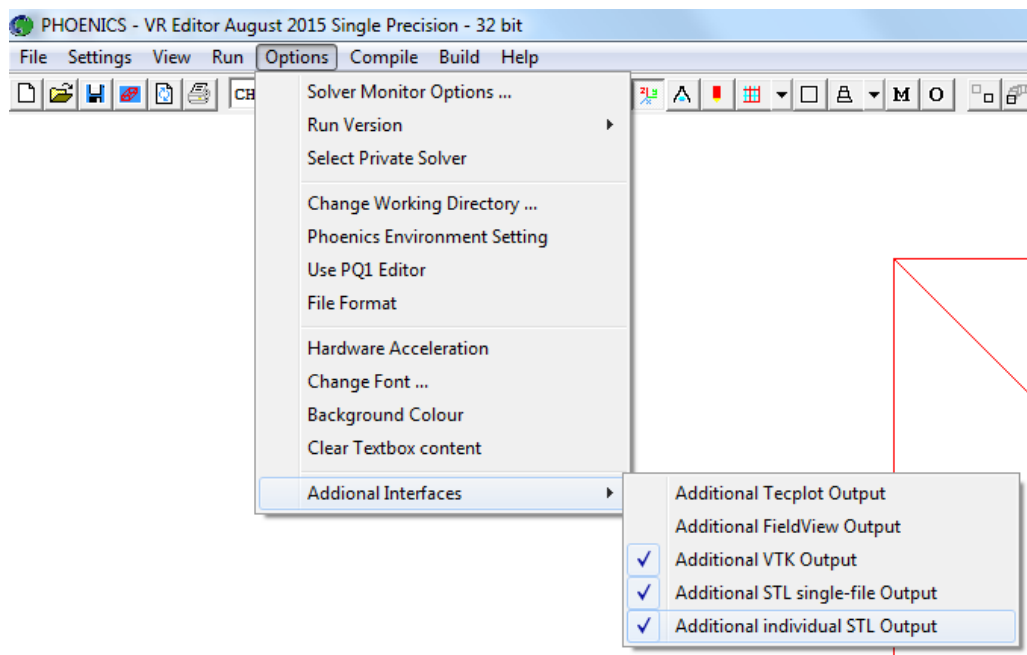 PHOENICS - VR Editor August 2015 Single Precision - 32 bit
File Settings View Run Options Compile Build Help
CH
M O
Solver Monitor Options ...
Run Version
Select Private Solver
Change Working Directory ...
Phoenics Environment Setting
Use PQ1 Editor
File Format
Hardware Acceleration
Change Font ...
Background Colour
Clear Textbox content
Addional Interfaces
Additional Tecplot Output
Additional FieldView Output
Additional VTK Output
Additional STL single-file Output
Additional individual STL Output